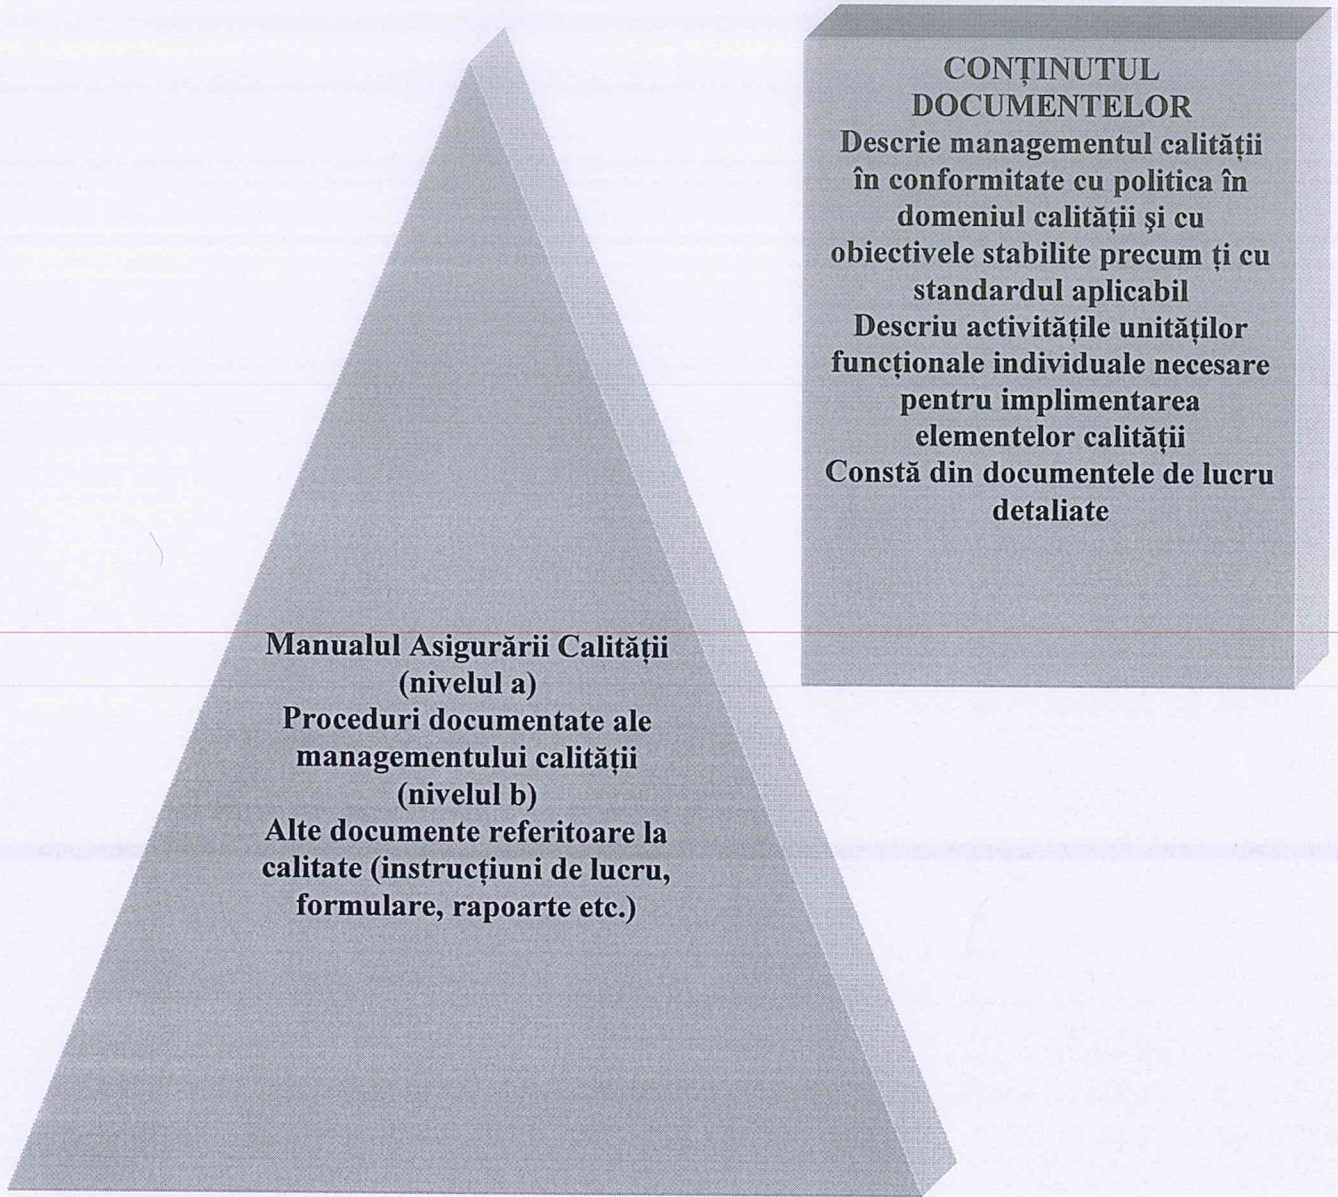 CONȚINUTUL
DOCUMENTELOR
Descrie managementul calității
în conformitate cu politica în
domeniul calității și cu
obiectivele stabilite precum ți cu
standardul aplicabil
Descriu activitățile unităților
funcționale individuale necesare
pentru implimentarea
elementelor calității
Constă din documentele de lucru
detaliate
Manualul Asigurării Calității
(nivelul a)
Proceduri documentate ale
managementului calității
(nivelul b)
Alte documente referitoare la
calitate (instrucțiuni de lucru,
formulare, rapoarte etc.)